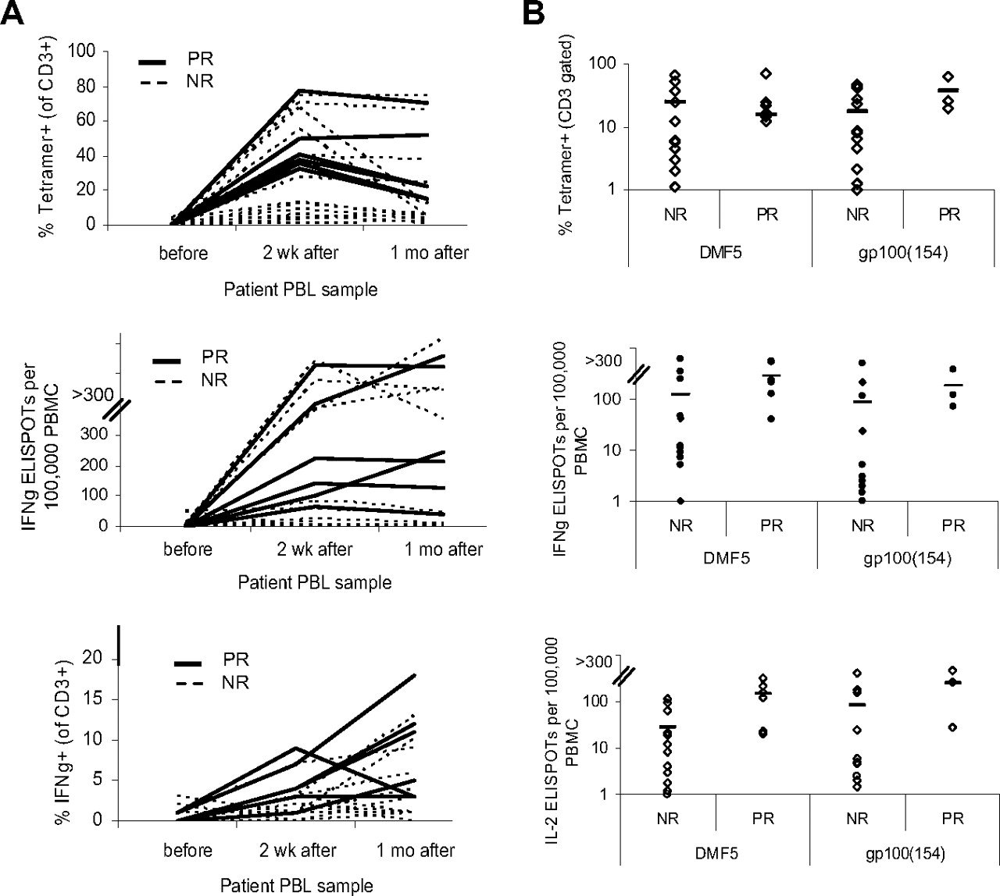 A
% Tetramer+ (of CD3+)
100
80
60
40
20
0
PR
NR
before
2 wk after
1 mo after
Patient PBL sample
IFNg ELISPOTs per
100,000 PBMC
>300
300
200
100
0
PR
NR
before
2 wk after
1 mo after
Patient PBL sample
% IFNg+ (of CD3+)
20
15
10
5
0
PR
NR
before
2 wk after
1 mo after
Patient PBL sample
B
% Tetramer+ (CD3 gated)
100
10
1
NR
PR
NR
PR
DMF5
gp100(154)
IFNg ELISPOTs per 100,000
PBMC
>300
100
10
1
NR
PR
NR
PR
DMF5
gp100(154)
IL-2 ELISPOTs per 100,000
PBMC
>300
100
10
1
NR
PR
NR
PR
DMF5
gp100(154)